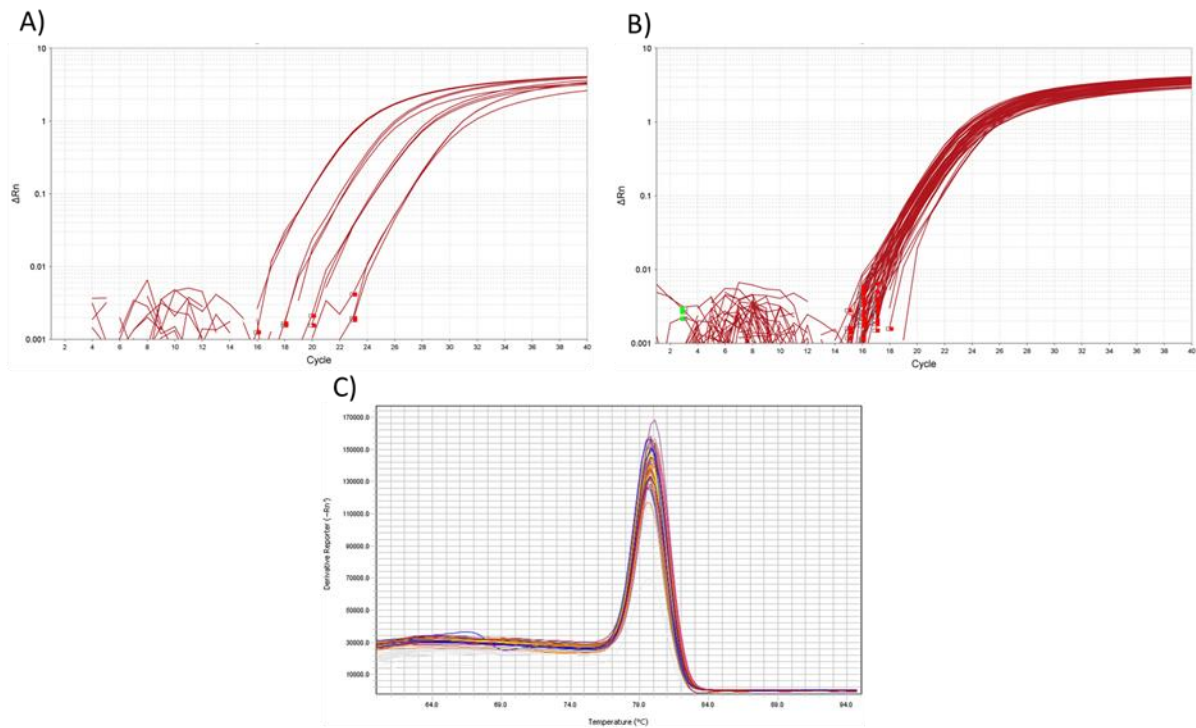 A)
B)
10
1
0.1
0.01
0.001
ΔRn
2 4 6 8 10 12 14 16 18 20 22 24 26 28 30 32 34 36 38 40
Cycle
10
1
0.1
0.01
0.001
ΔRn
2 4 6 8 10 12 14 16 18 20 22 24 26 28 30 32 34 36 38 40
Cycle
C)
170000.0
150000.0
130000.0
110000.0
90000.0
70000.0
50000.0
30000.0
10000.0
Derivative Reporter (-Rn')
64.0 74.0 79.0 84.0 89.0 94.0
Temperature (°C)